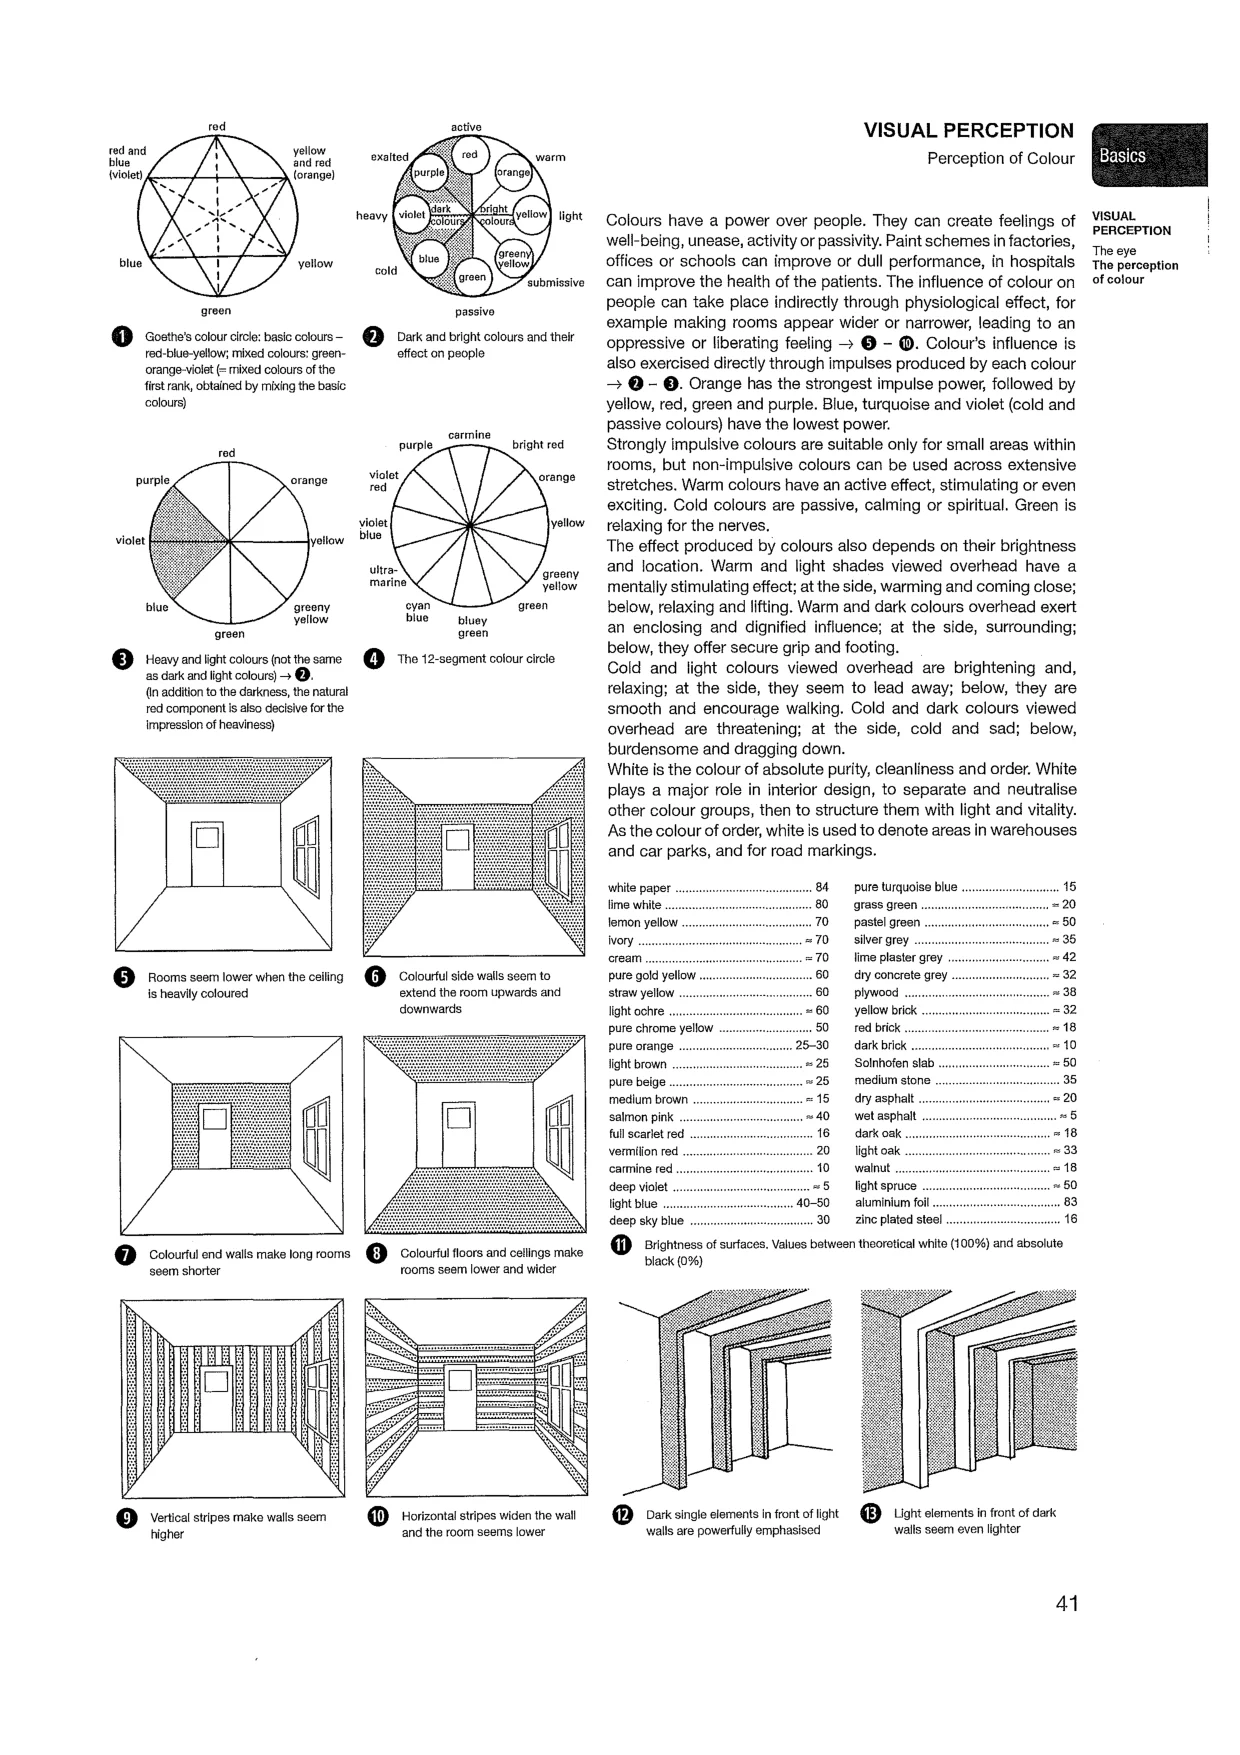 VISUAL PERCEPTION
Perception of Colour
Basics
VISUAL
PERCEPTION
The eye
The perception
of colour
red
red and
blue
(violet)
yellow
and red
(orange)
blue
yellow
green
❶ Goethe's colour circle: basic colours –
red-blue-yellow; mixed colours: green-
orange-violet (= mixed colours of the
first rank, obtained by mixing the basic
colours)
active
exalted
red
warm
purple
orange
heavy
violet
dark
colours
bright
colours
yellow
light
blue
greeny
yellow
cold
green
submissive
passive
❷ Dark and bright colours and their
effect on people
red
purple
orange
violet
yellow
blue
greeny
yellow
green
❸ Heavy and light colours (not the same
as dark and light colours) → ❷.
(In addition to the darkness, the natural
red component is also decisive for the
impression of heaviness)
carmine
purple
bright red
violet
red
orange
violet
blue
yellow
ultra-
marine
greeny
yellow
cyan
blue
green
bluey
green
❹ The 12-segment colour circle
❺ Rooms seem lower when the ceiling
is heavily coloured
❻ Colourful side walls seem to
extend the room upwards and
downwards
❼ Colourful end walls make long rooms
seem shorter
❽ Colourful floors and ceilings make
rooms seem lower and wider
❾ Vertical stripes make walls seem
higher
❿ Horizontal stripes widen the wall
and the room seems lower
Colours have a power over people. They can create feelings of
well-being, unease, activity or passivity. Paint schemes in factories,
offices or schools can improve or dull performance, in hospitals
can improve the health of the patients. The influence of colour on
people can take place indirectly through physiological effect, for
example making rooms appear wider or narrower, leading to an
oppressive or liberating feeling → ❺ – ❿. Colour's influence is
also exercised directly through impulses produced by each colour
→ ❷ – ❸. Orange has the strongest impulse power, followed by
yellow, red, green and purple. Blue, turquoise and violet (cold and
passive colours) have the lowest power.
Strongly impulsive colours are suitable only for small areas within
rooms, but non-impulsive colours can be used across extensive
stretches. Warm colours have an active effect, stimulating or even
exciting. Cold colours are passive, calming or spiritual. Green is
relaxing for the nerves.
The effect produced by colours also depends on their brightness
and location. Warm and light shades viewed overhead have a
mentally stimulating effect; at the side, warming and coming close;
below, relaxing and lifting. Warm and dark colours overhead exert
an enclosing and dignified influence; at the side, surrounding;
below, they offer secure grip and footing.
Cold and light colours viewed overhead are brightening and,
relaxing; at the side, they seem to lead away; below, they are
smooth and encourage walking. Cold and dark colours viewed
overhead are threatening; at the side, cold and sad; below,
burdensome and dragging down.
White is the colour of absolute purity, cleanliness and order. White
plays a major role in interior design, to separate and neutralise
other colour groups, then to structure them with light and vitality.
As the colour of order, white is used to denote areas in warehouses
and car parks, and for road markings.
white paper ........ 84
lime white ........ 80
lemon yellow ........ 70
ivory ........ ≈ 70
cream ........ ≈ 70
pure gold yellow ........ 60
straw yellow ........ 60
light ochre ........ ≈ 60
pure chrome yellow ........ 50
pure orange ........ 25–30
light brown ........ ≈ 25
pure beige ........ ≈ 25
medium brown ........ ≈ 15
salmon pink ........ ≈ 40
full scarlet red ........ 16
vermilion red ........ 20
carmine red ........ 10
deep violet ........ ≈ 5
light blue ........ 40–50
deep sky blue ........ 30
pure turquoise blue ........ 15
grass green ........ ≈ 20
pastel green ........ ≈ 50
silver grey ........ ≈ 35
lime plaster grey ........ ≈ 42
dry concrete grey ........ ≈ 32
plywood ........ ≈ 38
yellow brick ........ ≈ 32
red brick ........ ≈ 18
dark brick ........ ≈ 10
Solnhofen slab ........ ≈ 50
medium stone ........ 35
dry asphalt ........ ≈ 20
wet asphalt ........ ≈ 5
dark oak ........ ≈ 18
light oak ........ ≈ 33
walnut ........ ≈ 18
light spruce ........ ≈ 50
aluminium foil ........ 83
zinc plated steel ........ 16
⓫ Brightness of surfaces. Values between theoretical white (100%) and absolute
black (0%)
⓬ Dark single elements in front of light
walls are powerfully emphasised
⓭ Light elements in front of dark
walls seem even lighter
41